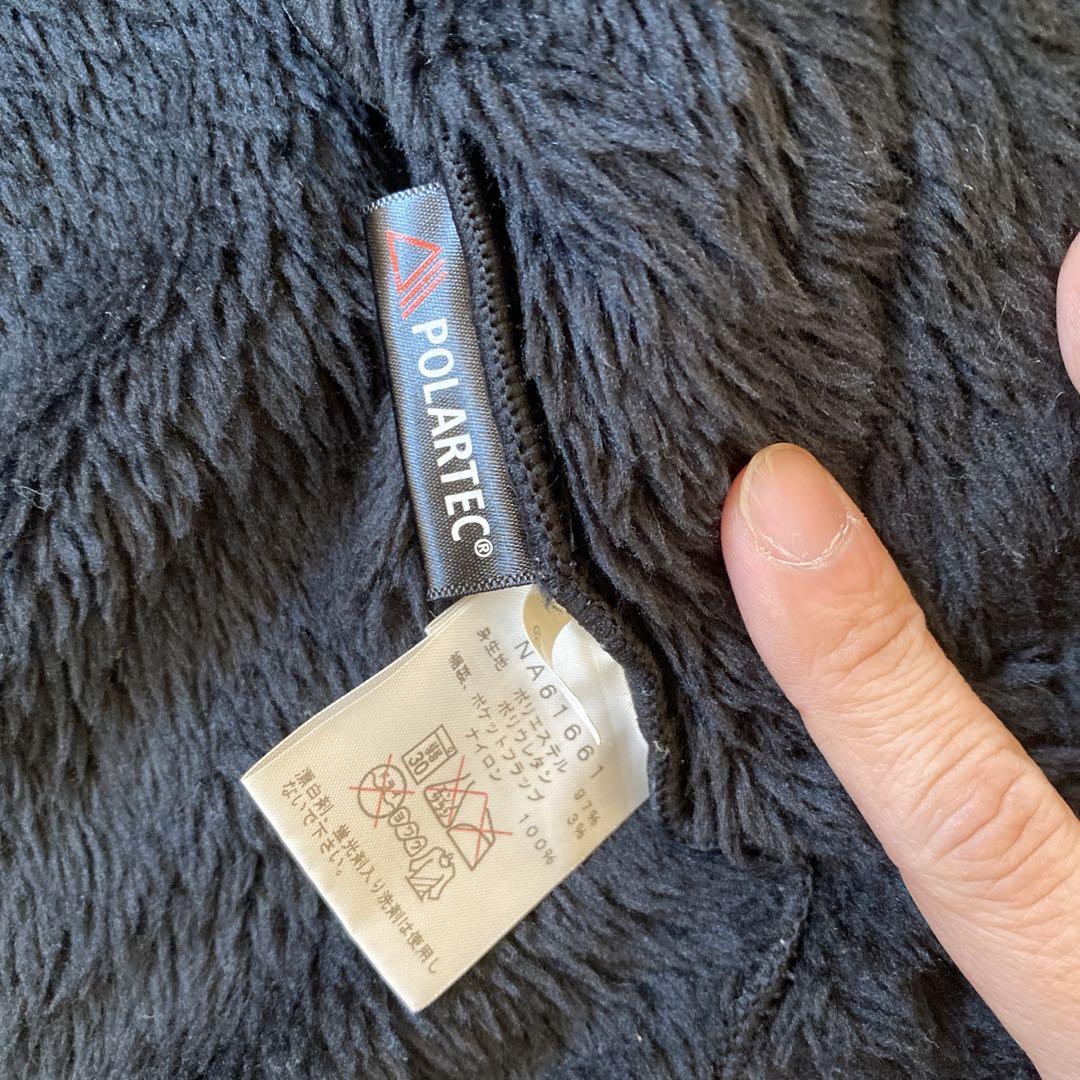 POLARTEC®
NA61661
身生地 ポリエステル 97%
ポリウレタン 3%
袖裏、ポケットフラップ
ナイロン 100%
30
漂白剤、蛍光剤入り洗剤は使用し
ないで下さい。